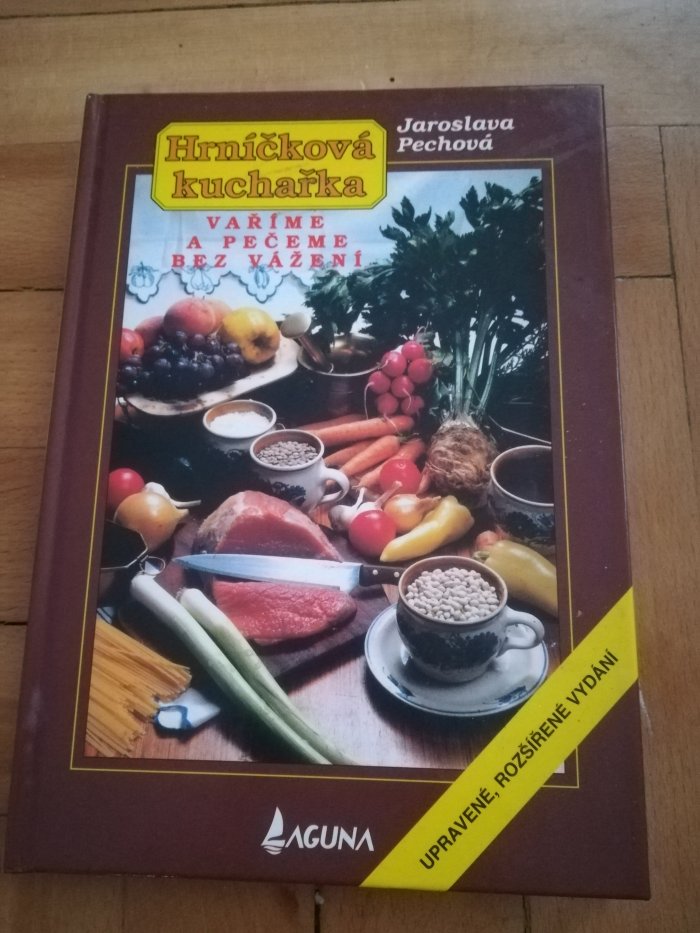 Hrníčková
kuchařka
Jaroslava
Pechová
VAŘÍME
A PEČEME
BEZ VÁŽENÍ
UPRAVENÉ, ROZŠÍŘENÉ VYDÁNÍ
LAGUNA